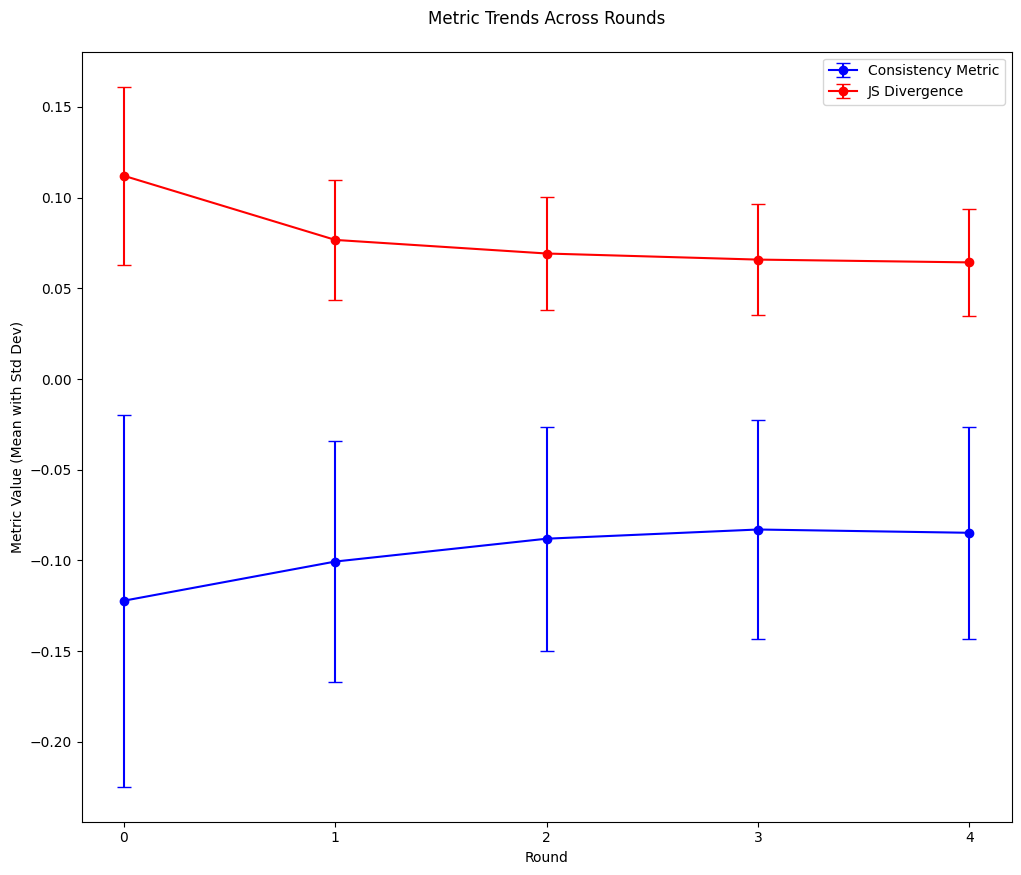 Metric Trends Across Rounds
Consistency Metric
JS Divergence
Metric Value (Mean with Std Dev)
0.15
0.10
0.05
0.00
−0.05
−0.10
−0.15
−0.20
0 1 2 3 4
Round